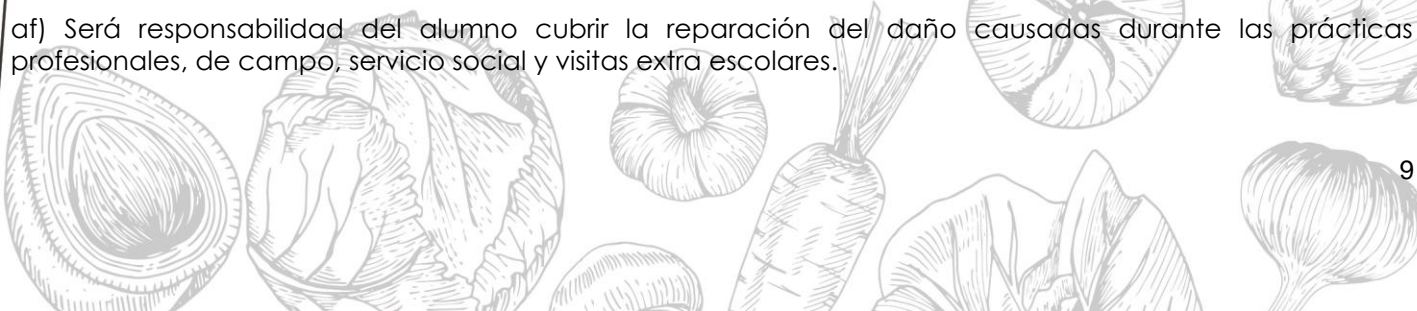 af) Será responsabilidad del alumno cubrir la reparación del daño causadas durante las prácticas
profesionales, de campo, servicio social y visitas extra escolares.
9